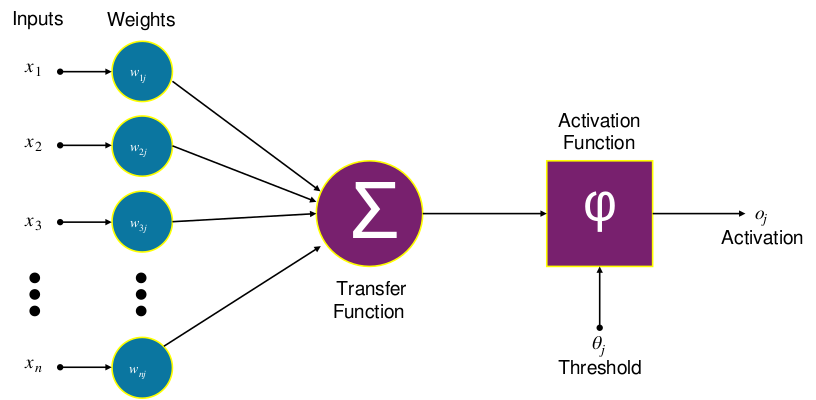 Inputs Weights
x1 w1j
x2 w2j
x3 w3j
xn wnj
Σ
Transfer
Function
Activation
Function
φ
oj
Activation
θj
Threshold